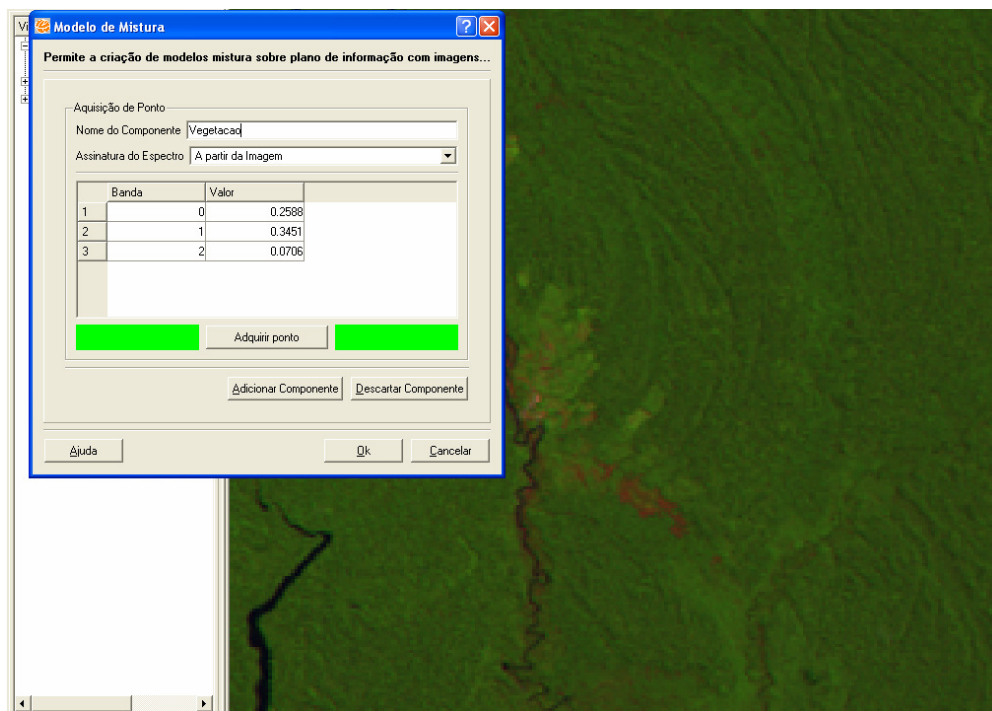 Vi
Modelo de Mistura
Permite a criação de modelos mistura sobre plano de informação com imagens...
Aquisição de Ponto
Nome do Componente Vegetacao
Assinatura do Espectro A partir da Imagem
Banda Valor
1 0 0.2588
2 1 0.3451
3 2 0.0706
Adquirir ponto
Adicionar Componente Descartar Componente
Ajuda Ok Cancelar